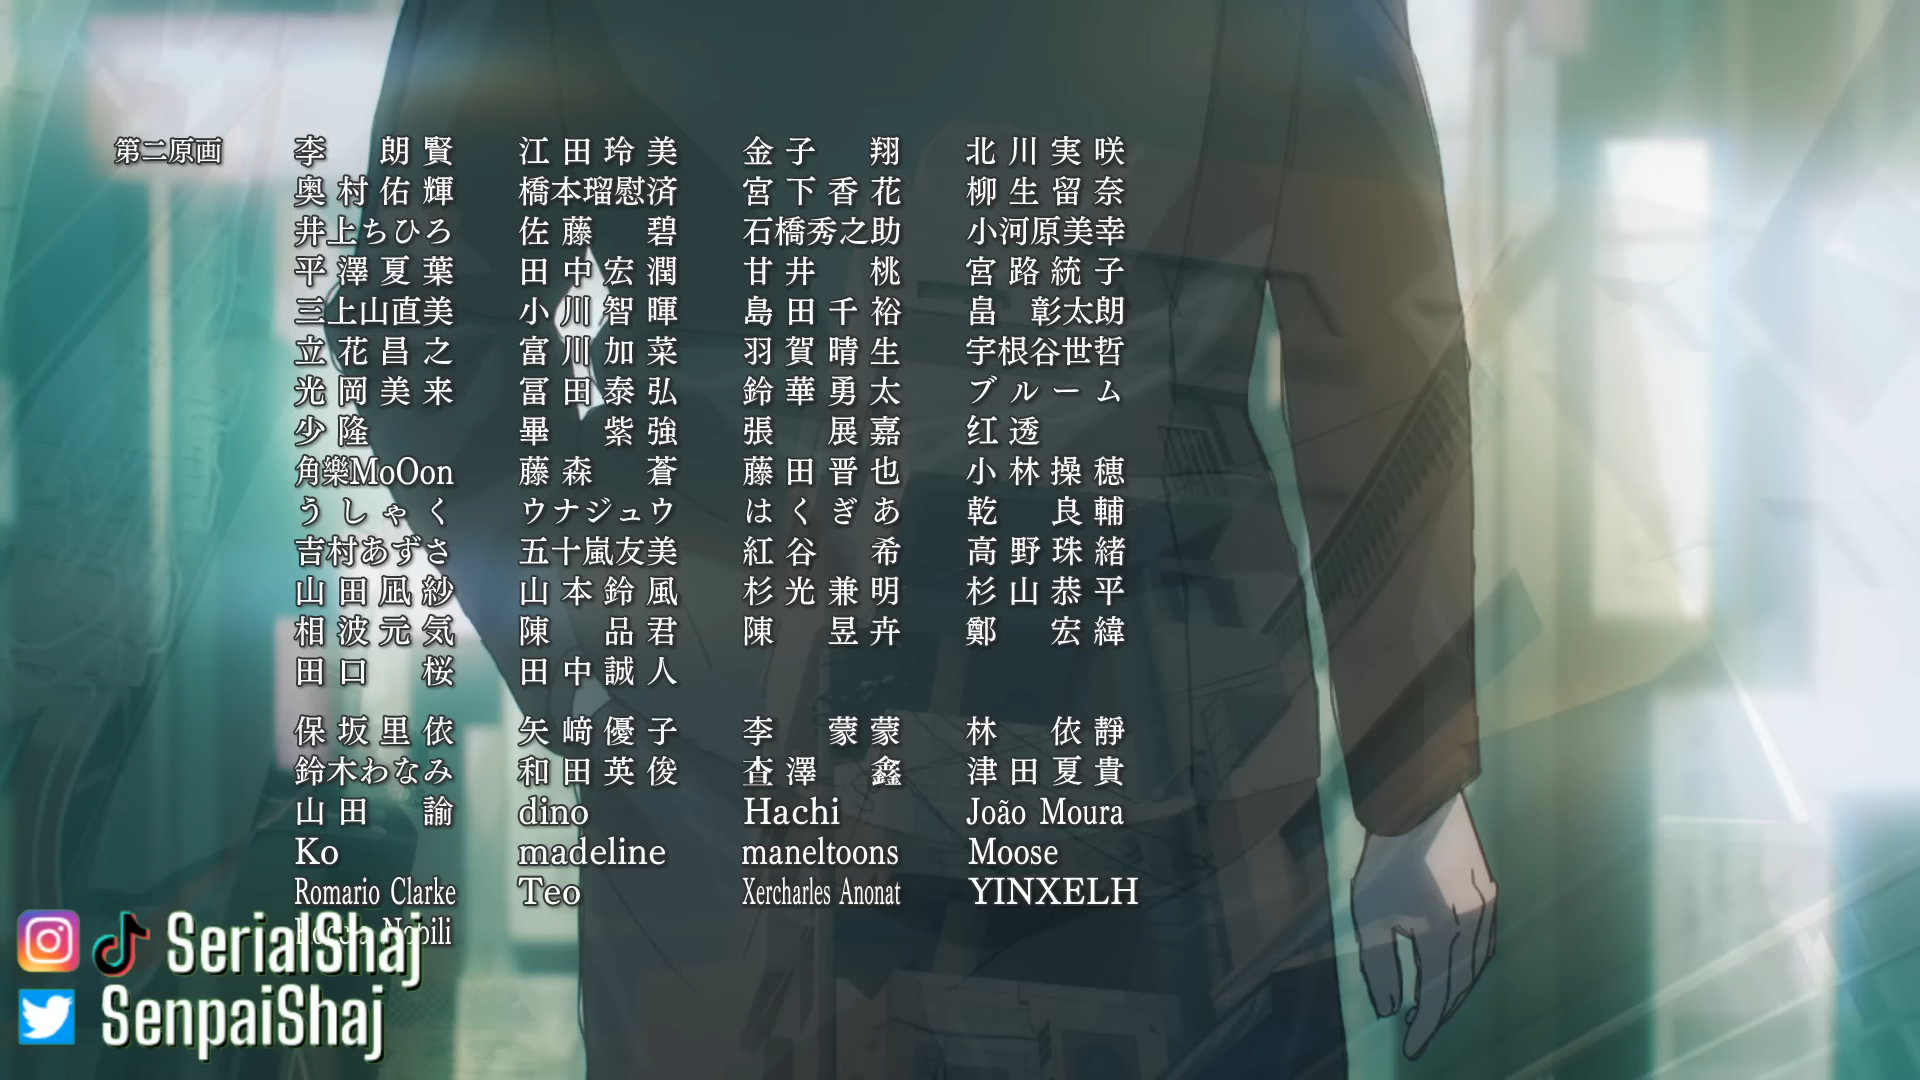 第二原画 李 朗賢 江田玲美 金子 翔 北川実咲
奥村佑輝 橋本瑠慰済 宮下香花 柳生留奈
井上ちひろ 佐藤 碧 石橋秀之助 小河原美幸
平澤夏葉 田中宏潤 甘井 桃 宮路統子
三上山直美 小川智暉 島田千裕 畠 彰太朗
立花昌之 富川加菜 羽賀晴生 宇根谷世哲
光岡美来 冨田泰弘 鈴華勇太 ブルーム
少隆 畢 紫強 張 展嘉 红透
角樂MoOon 藤森 蒼 藤田晋也 小林操穂
うしゃく ウナジュウ はくぎあ 乾 良輔
吉村あずさ 五十嵐友美 紅谷 希 高野珠緒
山田凪紗 山本鈴風 杉光兼明 杉山恭平
相波元気 陳 品君 陳 昱卉 鄭 宏緯
田口 桜 田中誠人
保坂里依 矢﨑優子 李 蒙蒙 林 依靜
鈴木わなみ 和田英俊 査澤 鑫 津田夏貴
山田 諭 dino Hachi João Moura
Ko madeline maneltoons Moose
Romario Clarke Teo Xercharles Anonat YINXELH
SerialShaj
SenpaiShaj